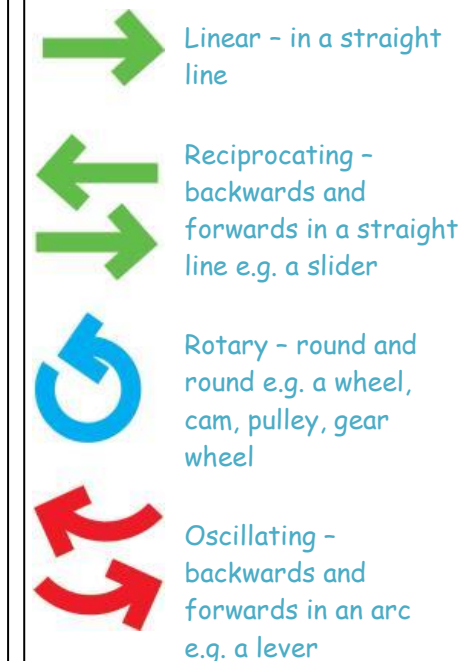 Linear – in a straight
line
Reciprocating –
backwards and
forwards in a straight
line e.g. a slider
Rotary – round and
round e.g. a wheel,
cam, pulley, gear
wheel
Oscillating –
backwards and
forwards in an arc
e.g. a lever